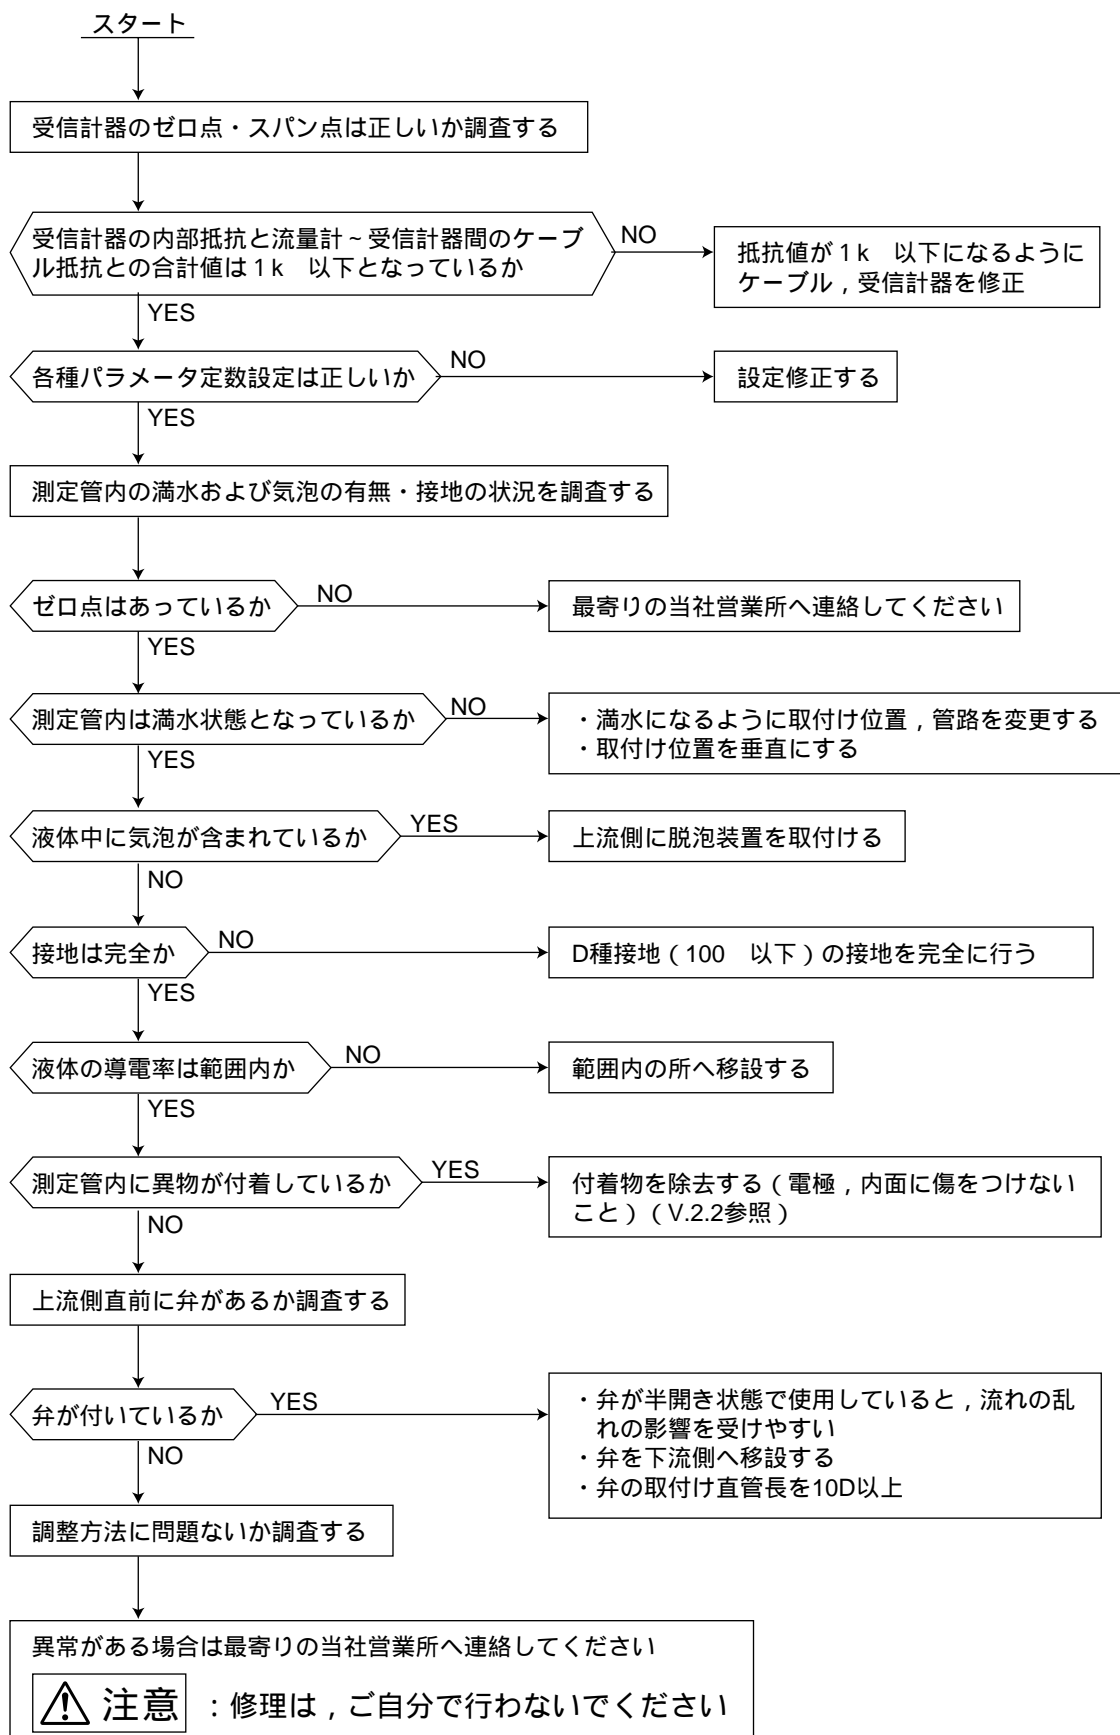 スタート
受信計器のゼロ点・スパン点は正しいか調査する
受信計器の内部抵抗と流量計~受信計器間のケーブ
ル抵抗との合計値は1k　以下となっているか
NO
抵抗値が1k　以下になるように
ケーブル，受信計器を修正
YES
各種パラメータ定数設定は正しいか
NO
設定修正する
YES
測定管内の満水および気泡の有無・接地の状況を調査する
ゼロ点はあっているか
NO
最寄りの当社営業所へ連絡してください
YES
測定管内は満水状態となっているか
NO
・満水になるように取付け位置，管路を変更する
・取付け位置を垂直にする
YES
液体中に気泡が含まれているか
YES
上流側に脱泡装置を取付ける
NO
接地は完全か
NO
D種接地（100　以下）の接地を完全に行う
YES
液体の導電率は範囲内か
NO
範囲内の所へ移設する
YES
測定管内に異物が付着しているか
YES
付着物を除去する（電極，内面に傷をつけない
こと）（V.2.2参照）
NO
上流側直前に弁があるか調査する
弁が付いているか
YES
・弁が半開き状態で使用していると，流れの乱
れの影響を受けやすい
・弁を下流側へ移設する
・弁の取付け直管長を10D以上
NO
調整方法に問題ないか調査する
異常がある場合は最寄りの当社営業所へ連絡してください
注意：修理は，ご自分で行わないでください